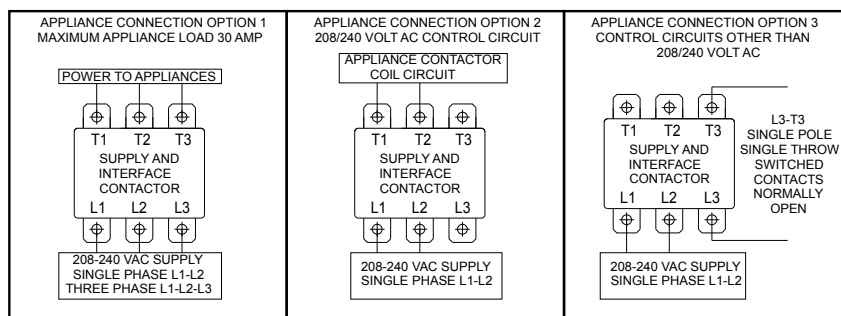 APPLIANCE CONNECTION OPTION 1
MAXIMUM APPLIANCE LOAD 30 AMP
POWER TO APPLIANCES
T1 T2 T3
SUPPLY AND
INTERFACE
CONTACTOR
L1 L2 L3
208-240 VAC SUPPLY
SINGLE PHASE L1-L2
THREE PHASE L1-L2-L3
APPLIANCE CONNECTION OPTION 2
208/240 VOLT AC CONTROL CIRCUIT
APPLIANCE CONTACTOR
COIL CIRCUIT
T1 T2 T3
SUPPLY AND
INTERFACE
CONTACTOR
L1 L2 L3
208-240 VAC SUPPLY
SINGLE PHASE L1-L2
APPLIANCE CONNECTION OPTION 3
CONTROL CIRCUITS OTHER THAN
208/240 VOLT AC
T1 T2 T3
SUPPLY AND
INTERFACE
CONTACTOR
L1 L2 L3
L3-T3
SINGLE POLE
SINGLE THROW
SWITCHED
CONTACTS
NORMALLY
OPEN
208-240 VAC SUPPLY
SINGLE PHASE L1-L2